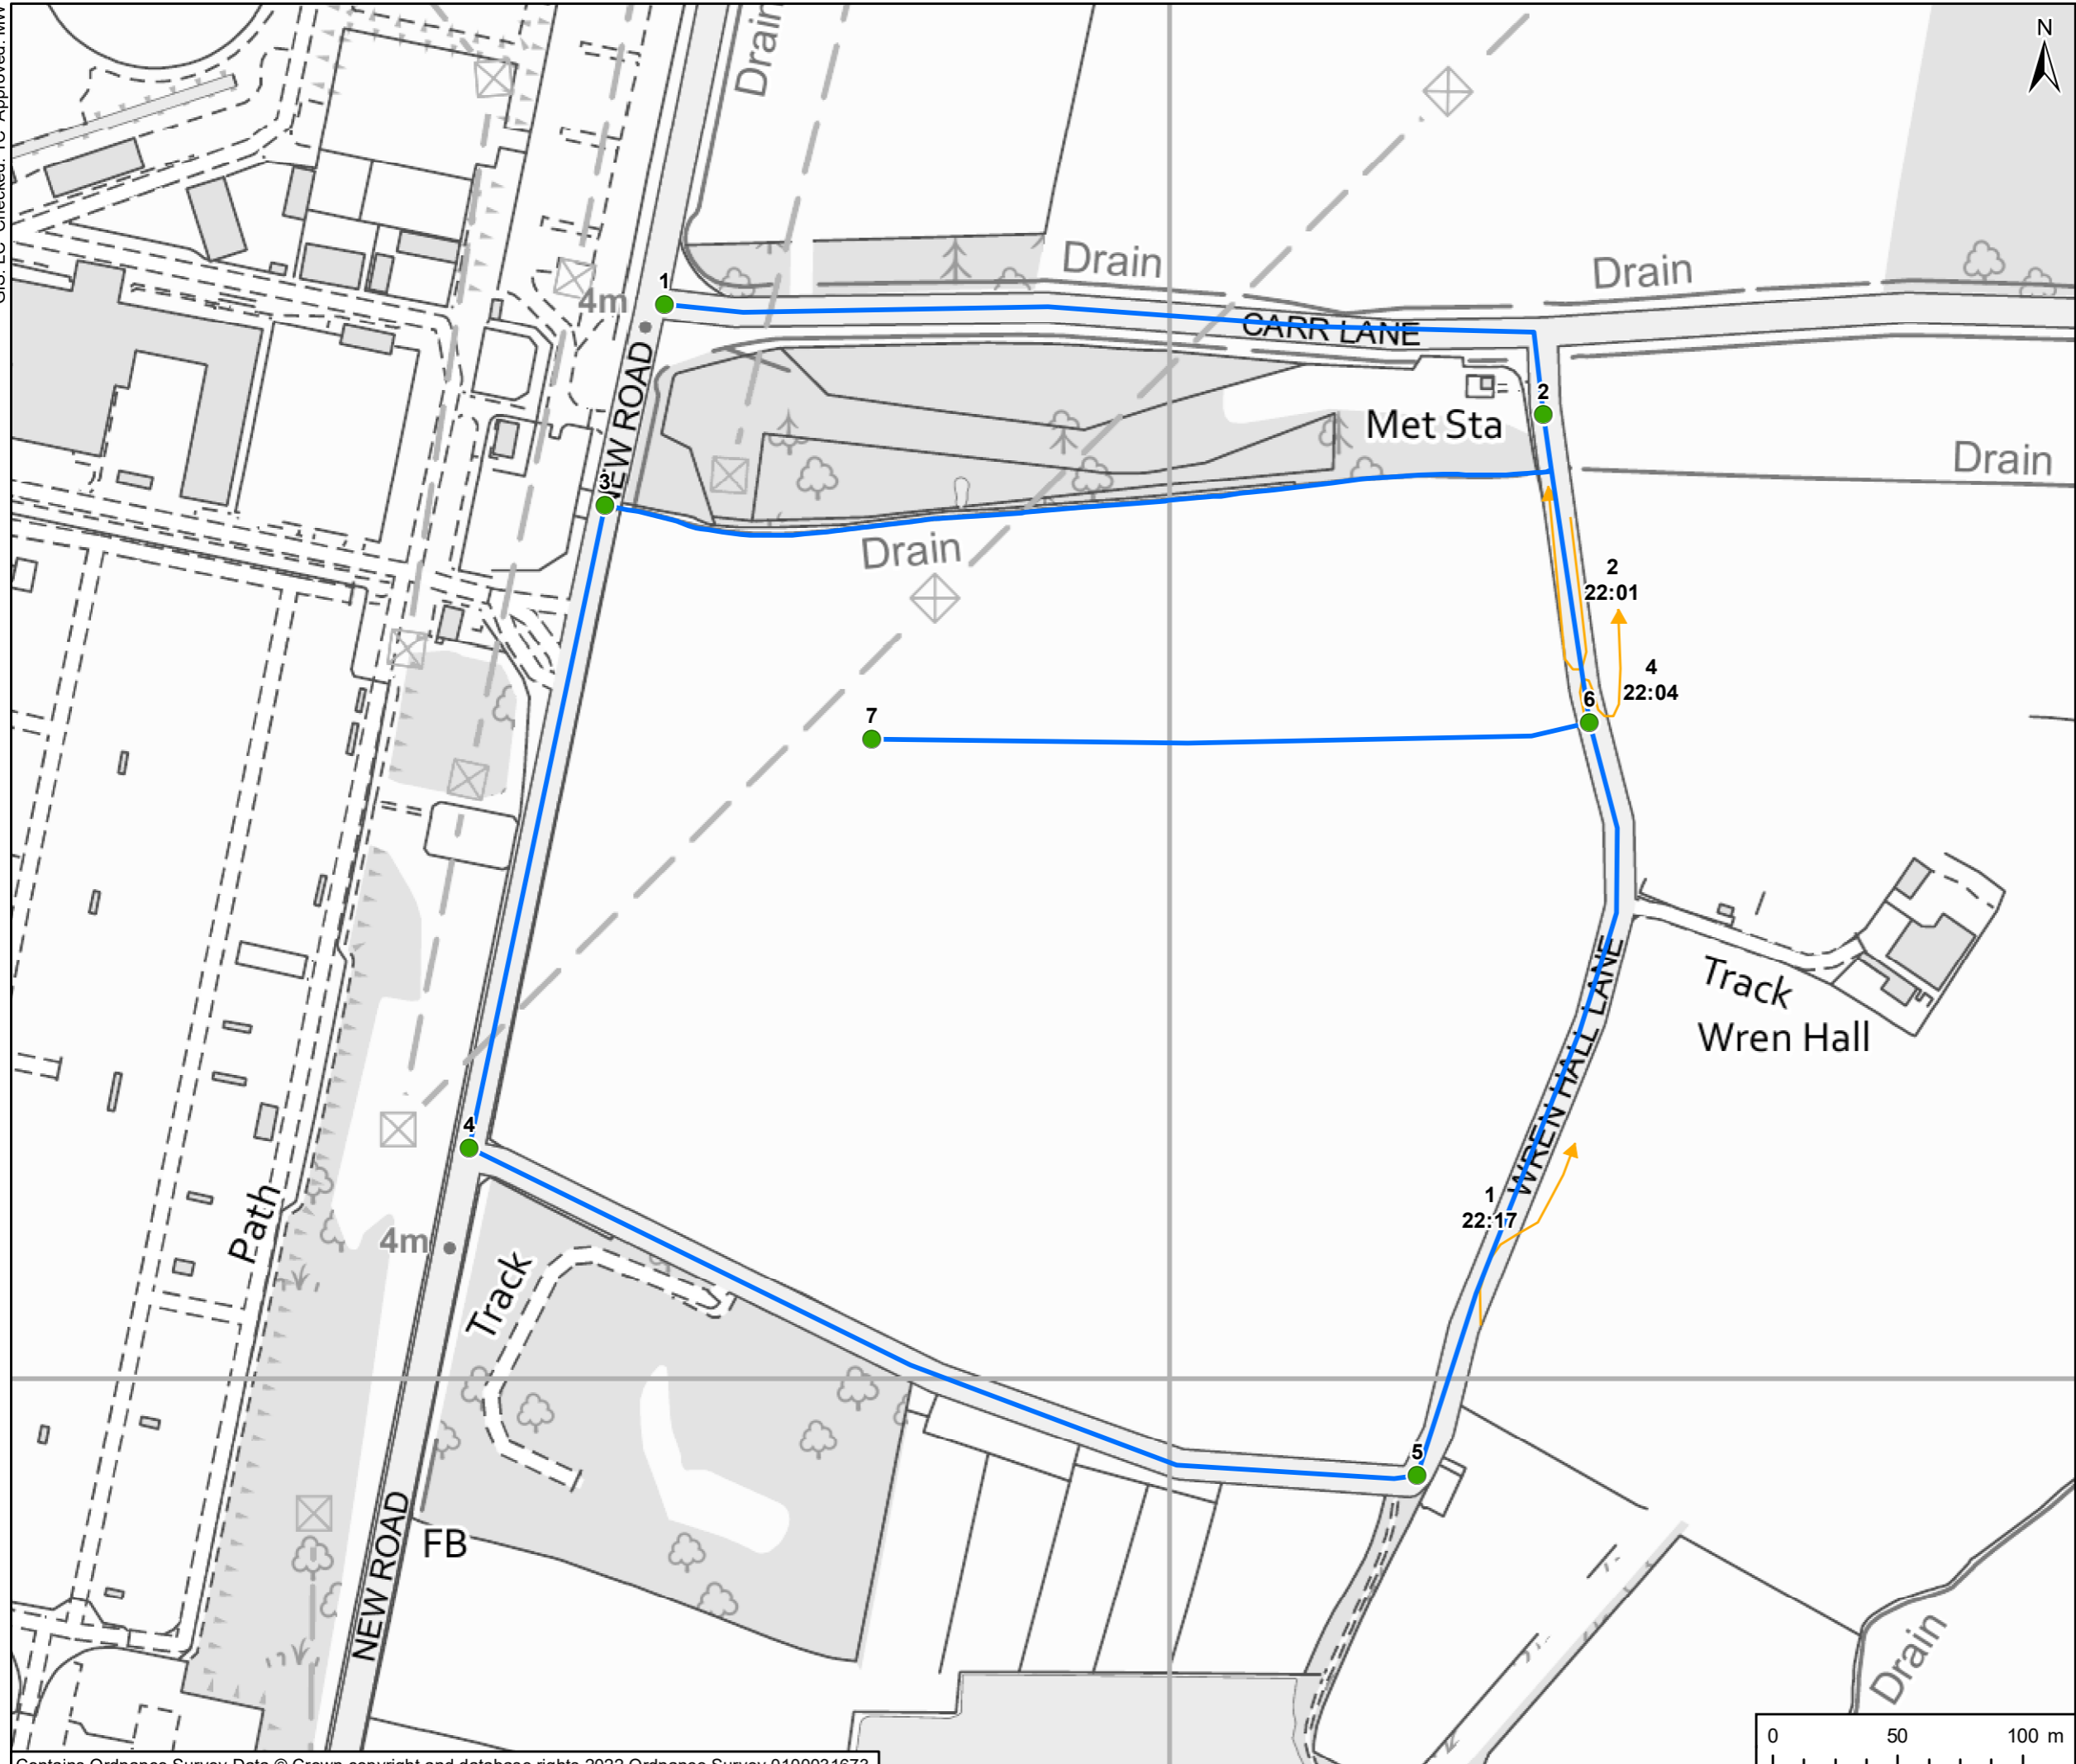 N
Drain
Drain
Drain
1
4m
CARR LANE
NEW ROAD
2
Met Sta
Drain
3
Drain
2
22:01
4
22:04
6
7
WREN HALL LANE
Track
Wren Hall
4
1
22:17
Path
4m
Track
5
FB
NEW ROAD
Drain
0 50 100 m